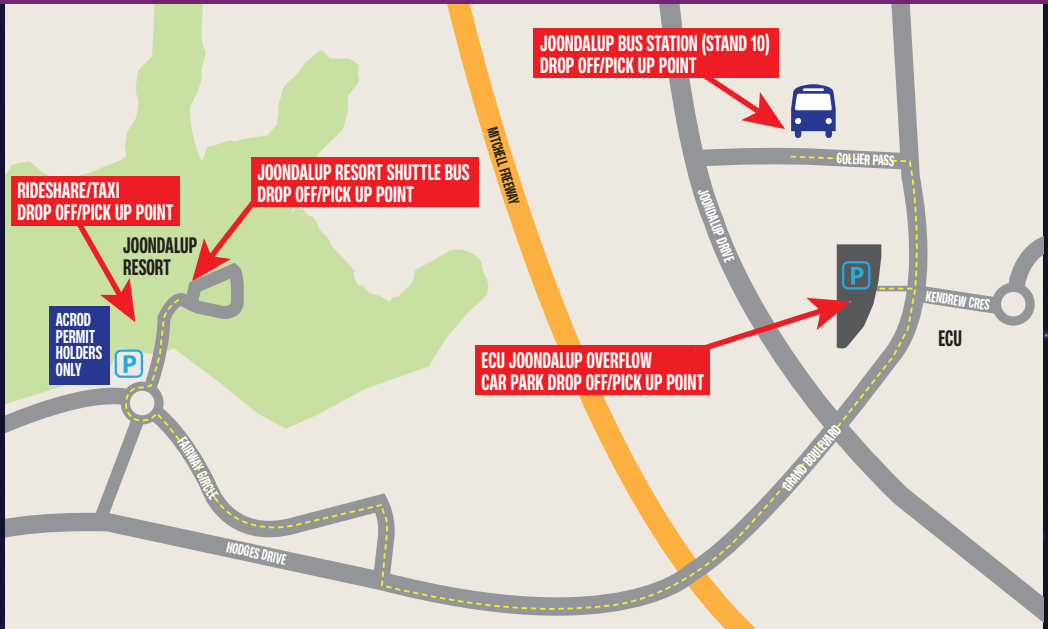 JOONDALUP BUS STATION (STAND 10)
DROP OFF/PICK UP POINT
MITCHELL FREEWAY
COLLIER PASS
JOONDALUP RESORT SHUTTLE BUS
DROP OFF/PICK UP POINT
RIDESHARE/TAXI
DROP OFF/PICK UP POINT
JOONDALUP
RESORT
JOONDALUP DRIVE
P
KENDREW CRES
ECU
ACROD
PERMIT
HOLDERS
ONLY
P
ECU JOONDALUP OVERFLOW
CAR PARK DROP OFF/PICK UP POINT
FAIRWAY CIRCLE
GRAND BOULEVARD
HODGES DRIVE